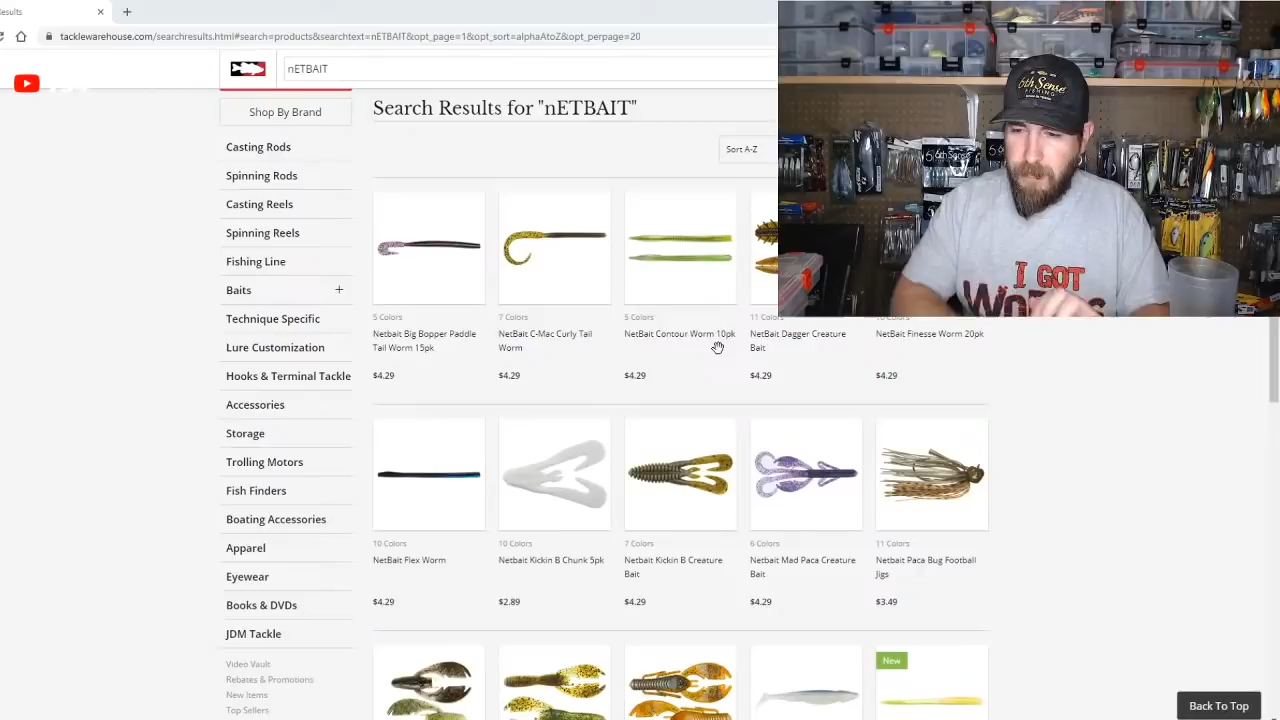 esults
tacklewarehouse.com/searchresults.html#search=products&searchtext=nETBAIT&opt_page=1&opt_sort=alphaAtoZ&opt_perpage=20
nETBAIT
Shop By Brand
Casting Rods
Spinning Rods
Casting Reels
Spinning Reels
Fishing Line
Baits +
Technique Specific
Lure Customization
Hooks & Terminal Tackle
Accessories
Storage
Trolling Motors
Fish Finders
Boating Accessories
Apparel
Eyewear
Books & DVDs
JDM Tackle
Video Vault
Rebates & Promotions
New Items
Top Sellers
Search Results for "nETBAIT"
Sort A-Z
5 Colors
Netbait Big Bopper Paddle
Tail Worm 15pk
$4.29
7 Colors
NetBait C-Mac Curly Tail
Worm
$4.29
5 Colors
NetBait Contour Worm 10pk
$4.29
11 Colors
NetBait Dagger Creature
Bait
$4.29
NetBait Finesse Worm 20pk
$4.29
10 Colors
NetBait Flex Worm
$4.29
10 Colors
Netbait Kickin B Chunk 5pk
$2.89
7 Colors
Netbait Kickin B Creature
Bait
$4.29
6 Colors
Netbait Mad Paca Creature
Bait
$4.29
11 Colors
Netbait Paca Bug Football
Jigs
$3.49
New
Back To Top
6th Sense
FISHING
6th Sense
I GOT